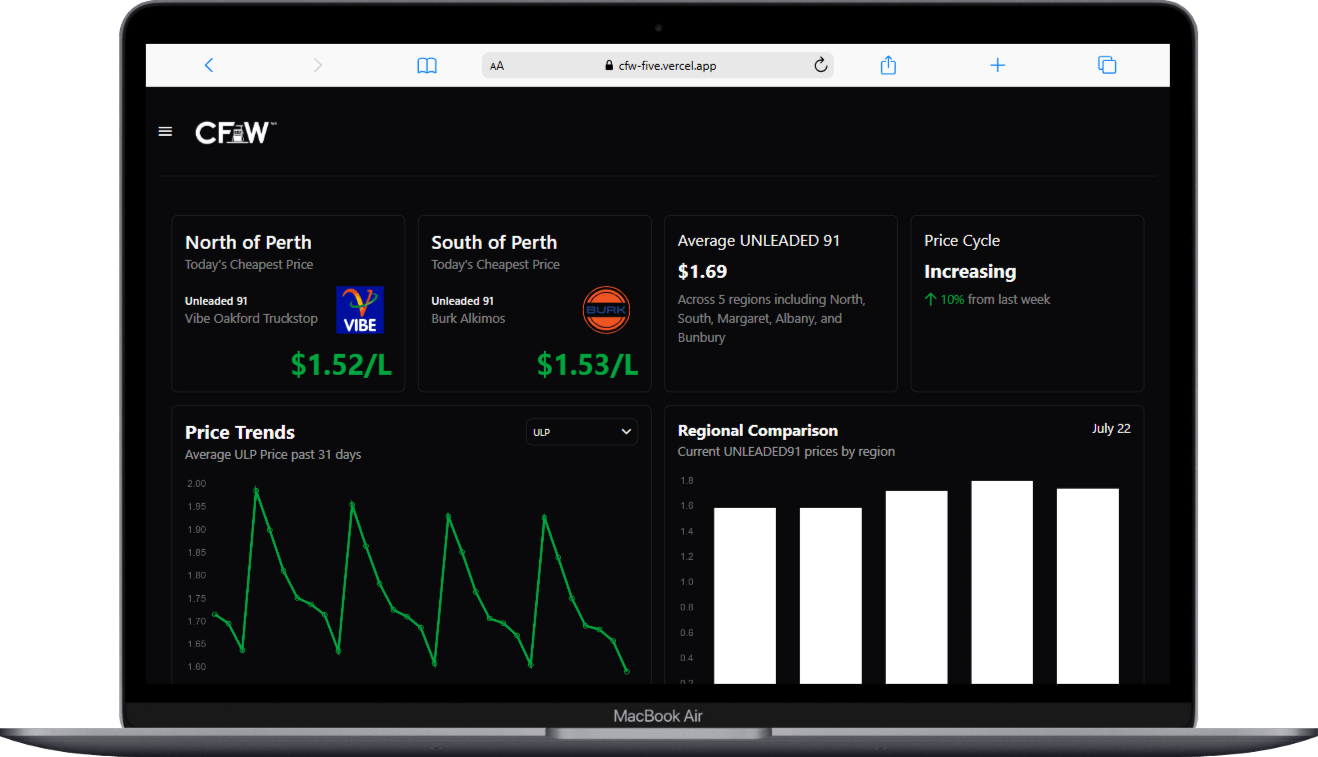 AA
cfw-five.vercel.app
CFW
North of Perth
Today's Cheapest Price
Unleaded 91
Vibe Oakford Truckstop
VIBE
$1.52/L
South of Perth
Today's Cheapest Price
Unleaded 91
Burk Alkimos
BURK
$1.53/L
Average UNLEADED 91
$1.69
Across 5 regions including North,
South, Margaret, Albany, and
Bunbury
Price Cycle
Increasing
10% from last week
Price Trends
ULP
Average ULP Price past 31 days
2.00
1.95
1.90
1.85
1.80
1.75
1.70
1.65
1.60
Regional Comparison
July 22
Current UNLEADED91 prices by region
1.8
1.6
1.4
1.2
1.0
0.8
0.6
0.4
0.2
MacBook Air